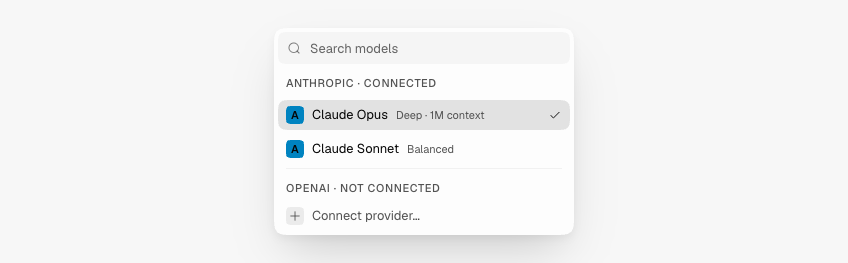 Search models
ANTHROPIC · CONNECTED
A Claude Opus Deep · 1M context
A Claude Sonnet Balanced
OPENAI · NOT CONNECTED
Connect provider...